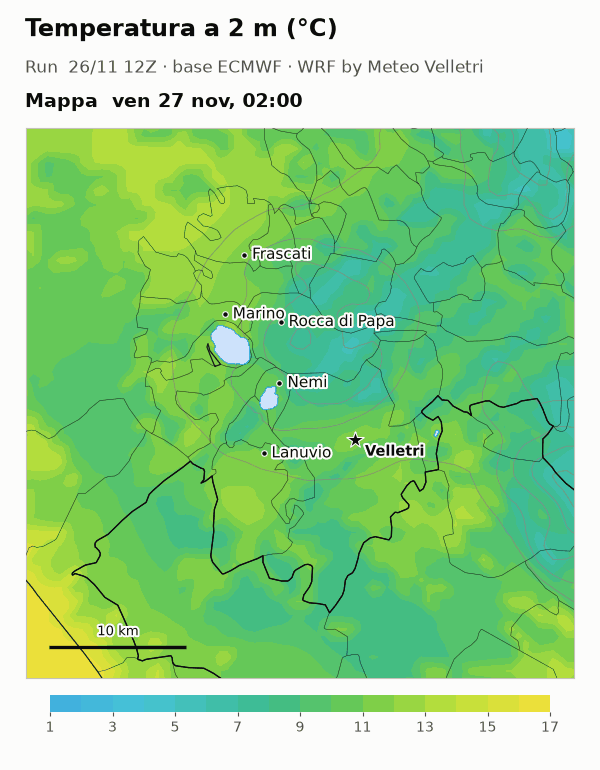 Temperatura a 2 m (°C)
Run  26/11 12Z · base ECMWF · WRF by Meteo Velletri
Mappa  ven 27 nov, 02:00
Frascati
Marino
Rocca di Papa
Nemi
Lanuvio
Velletri
10 km
1 3 5 7 9 11 13 15 17